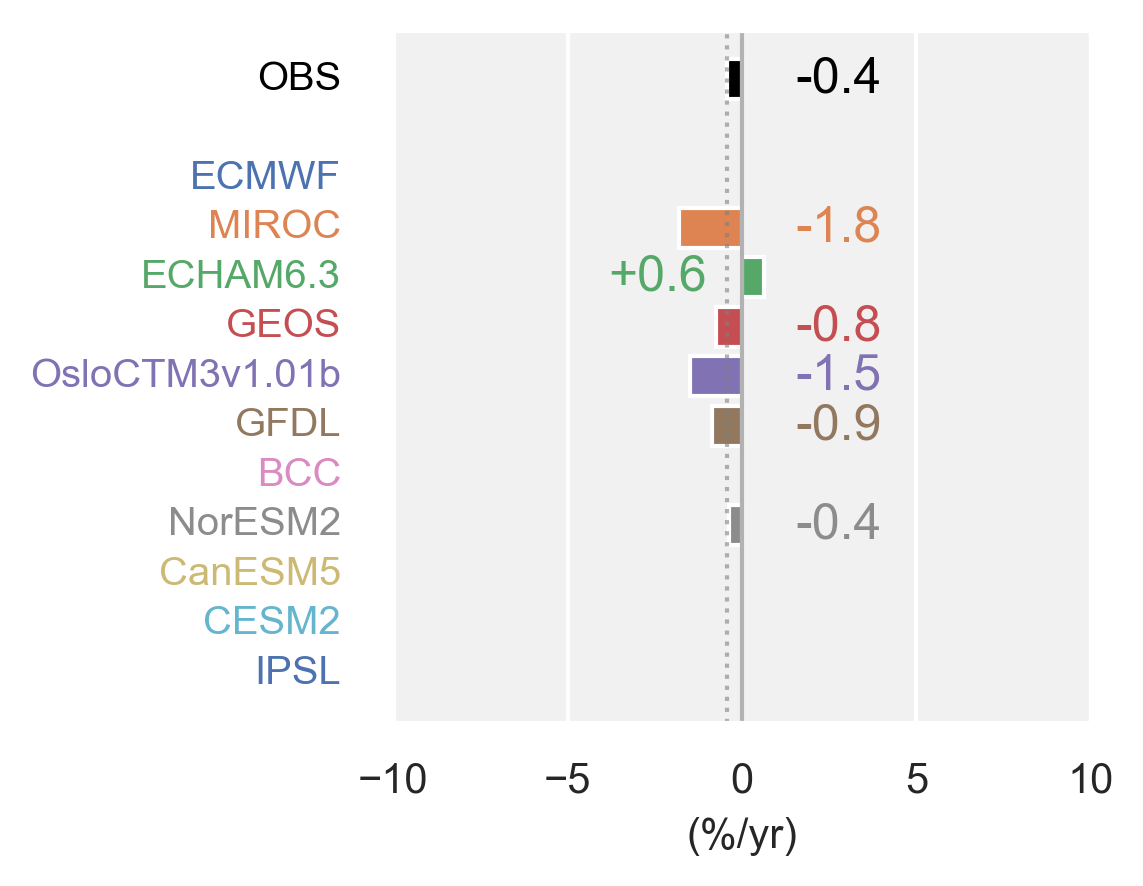 OBS -0.4
ECMWF
MIROC -1.8
ECHAM6.3 +0.6
GEOS -0.8
OsloCTM3v1.01b -1.5
GFDL -0.9
BCC
NorESM2 -0.4
CanESM5
CESM2
IPSL
−10 −5 0 5 10
(%/yr)